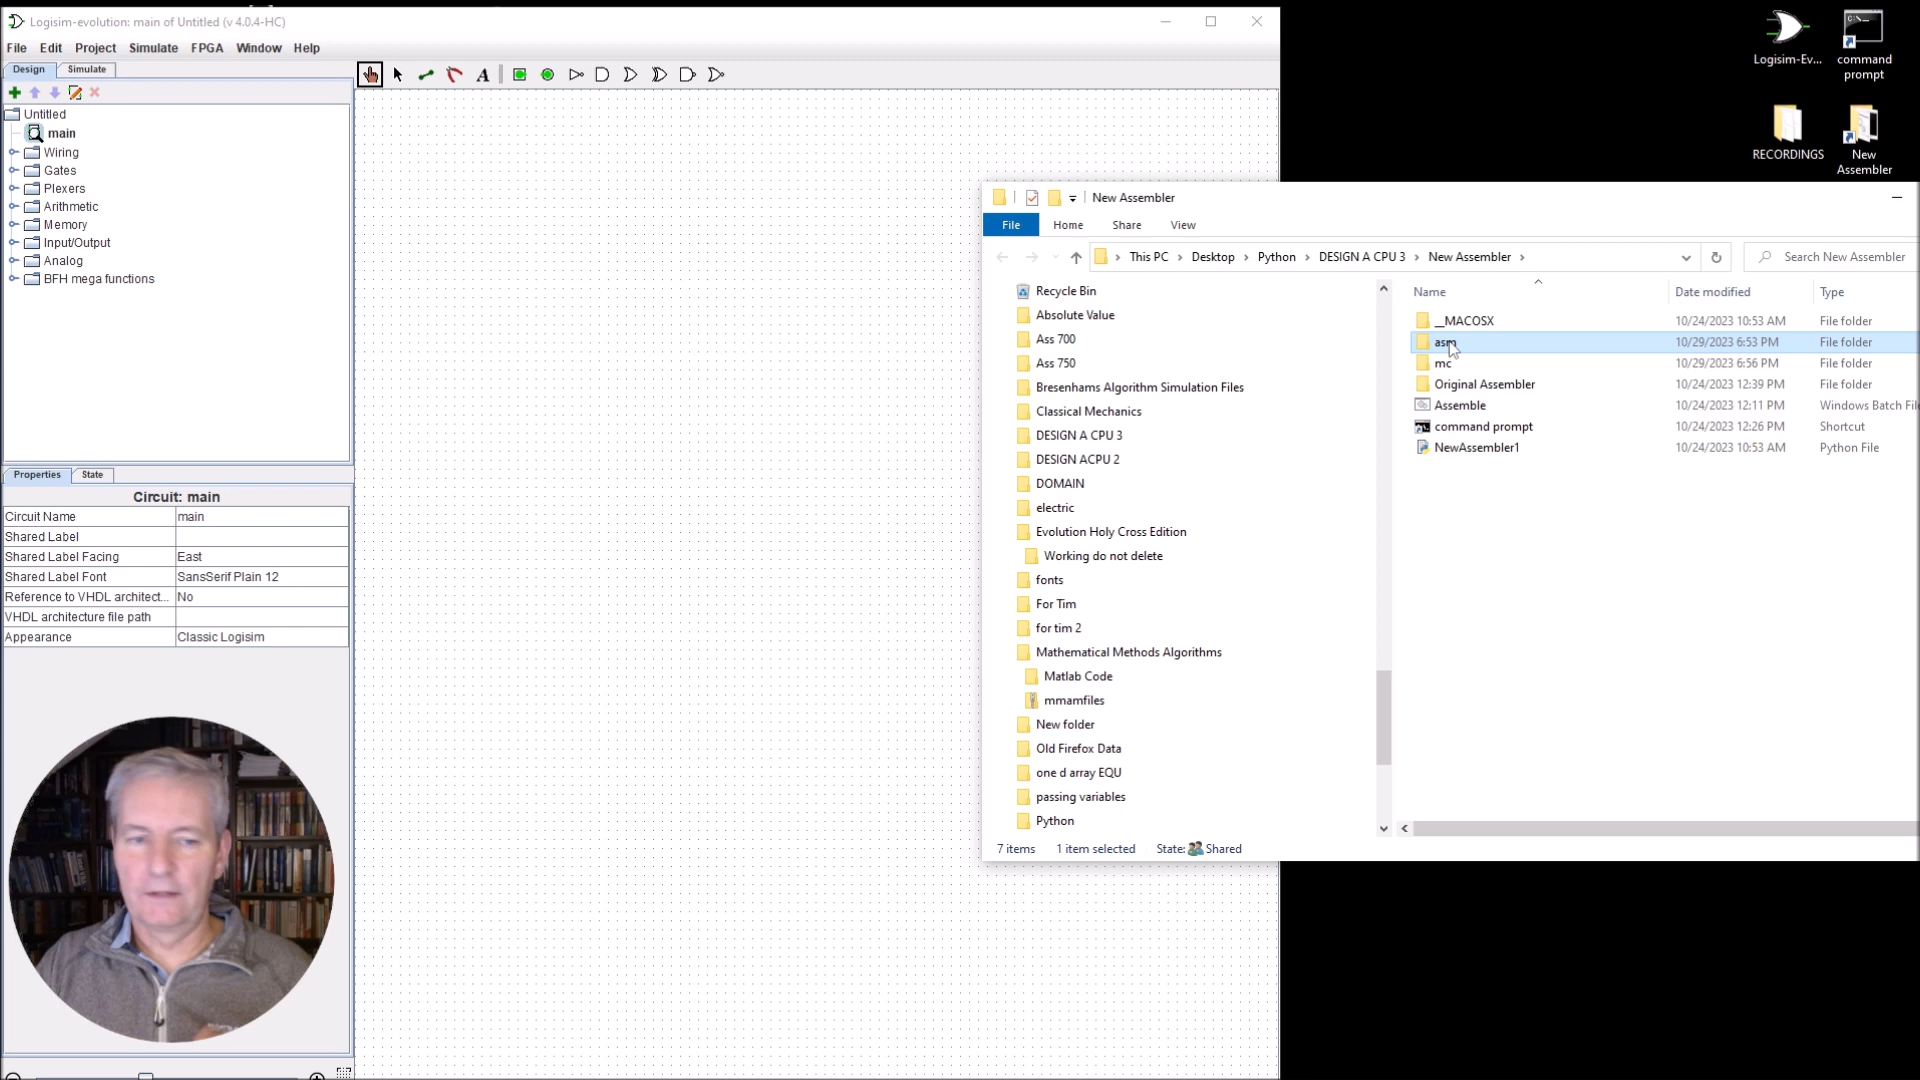 Logisim-evolution: main of Untitled (v 4.0.4-HC)
File Edit Project Simulate FPGA Window Help
Design Simulate
Untitled
main
Wiring
Gates
Plexers
Arithmetic
Memory
Input/Output
Analog
BFH mega functions
Properties State
Circuit: main
Circuit Name main
Shared Label
Shared Label Facing East
Shared Label Font SansSerif Plain 12
Reference to VHDL architect... No
VHDL architecture file path
Appearance Classic Logisim
A
Logisim-Ev...
command
prompt
RECORDINGS
New
Assembler
New Assembler
File Home Share View
This PC Desktop Python DESIGN A CPU 3 New Assembler
Search New Assembler
Recycle Bin
Absolute Value
Ass 700
Ass 750
Bresenhams Algorithm Simulation Files
Classical Mechanics
DESIGN A CPU 3
DESIGN ACPU 2
DOMAIN
electric
Evolution Holy Cross Edition
Working do not delete
fonts
For Tim
for tim 2
Mathematical Methods Algorithms
Matlab Code
mmamfiles
New folder
Old Firefox Data
one d array EQU
passing variables
Python
Name Date modified Type
__MACOSX 10/24/2023 10:53 AM File folder
asm 10/29/2023 6:53 PM File folder
mc 10/29/2023 6:56 PM File folder
Original Assembler 10/24/2023 12:39 PM File folder
Assemble 10/24/2023 12:11 PM Windows Batch File
command prompt 10/24/2023 12:26 PM Shortcut
NewAssembler1 10/24/2023 10:53 AM Python File
7 items 1 item selected State: Shared